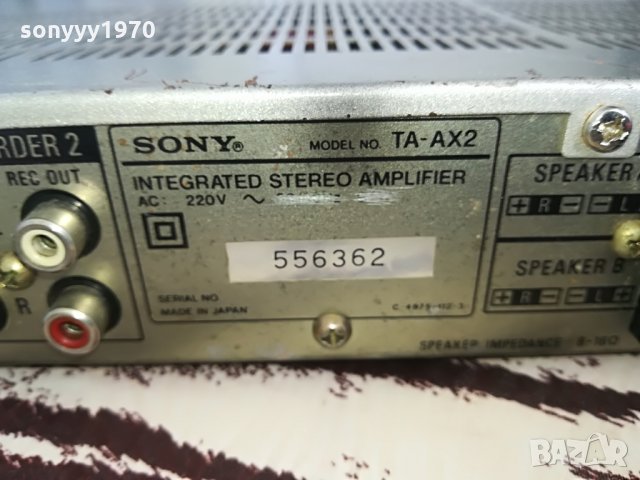 sonyyy1970
RDER 2
REC OUT
R
SONY® MODEL NO. TA-AX2
INTEGRATED STEREO AMPLIFIER
AC: 220V ~
556362
SERIAL NO
MADE IN JAPAN
SPEAKER
+ R − − L
SPEAKER B
+ R − − L +
SPEAKER IMPEDANCE
BAZAR